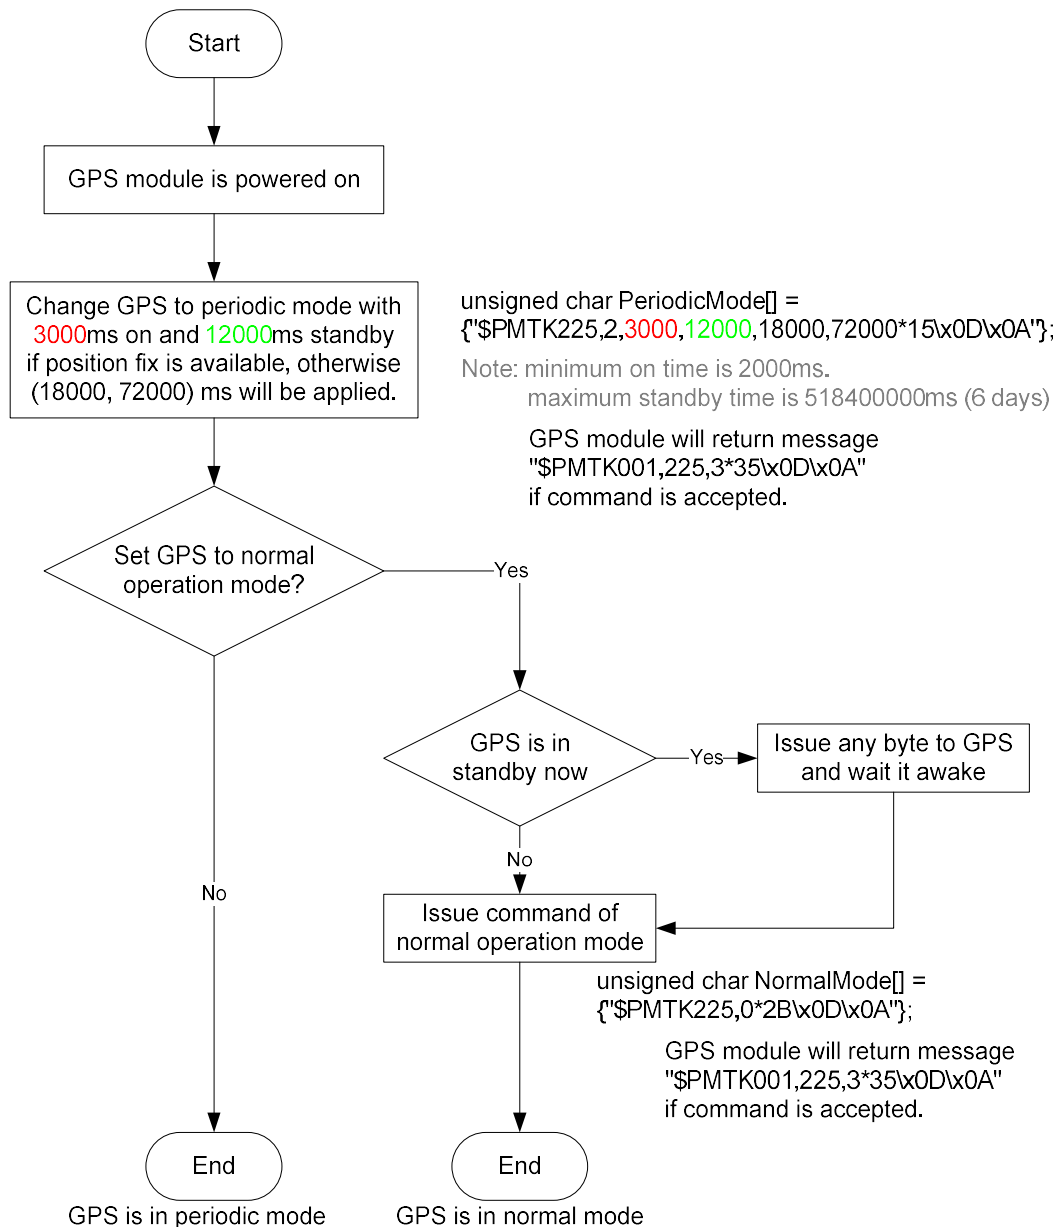 Start
GPS module is powered on
Change GPS to periodic mode with
3000ms on and 12000ms standby
if position fix is available, otherwise
(18000, 72000) ms will be applied.
unsigned char PeriodicMode[] =
{"$PMTK225,2,3000,12000,18000,72000*15\x0D\x0A"};
Note: minimum on time is 2000ms.
maximum standby time is 518400000ms (6 days)
GPS module will return message
"$PMTK001,225,3*35\x0D\x0A"
if command is accepted.
Set GPS to normal
operation mode?
Yes
GPS is in
standby now
Yes
Issue any byte to GPS
and wait it awake
No
No
Issue command of
normal operation mode
unsigned char NormalMode[] =
{"$PMTK225,0*2B\x0D\x0A"};
GPS module will return message
"$PMTK001,225,3*35\x0D\x0A"
if command is accepted.
End
End
GPS is in periodic mode
GPS is in normal mode